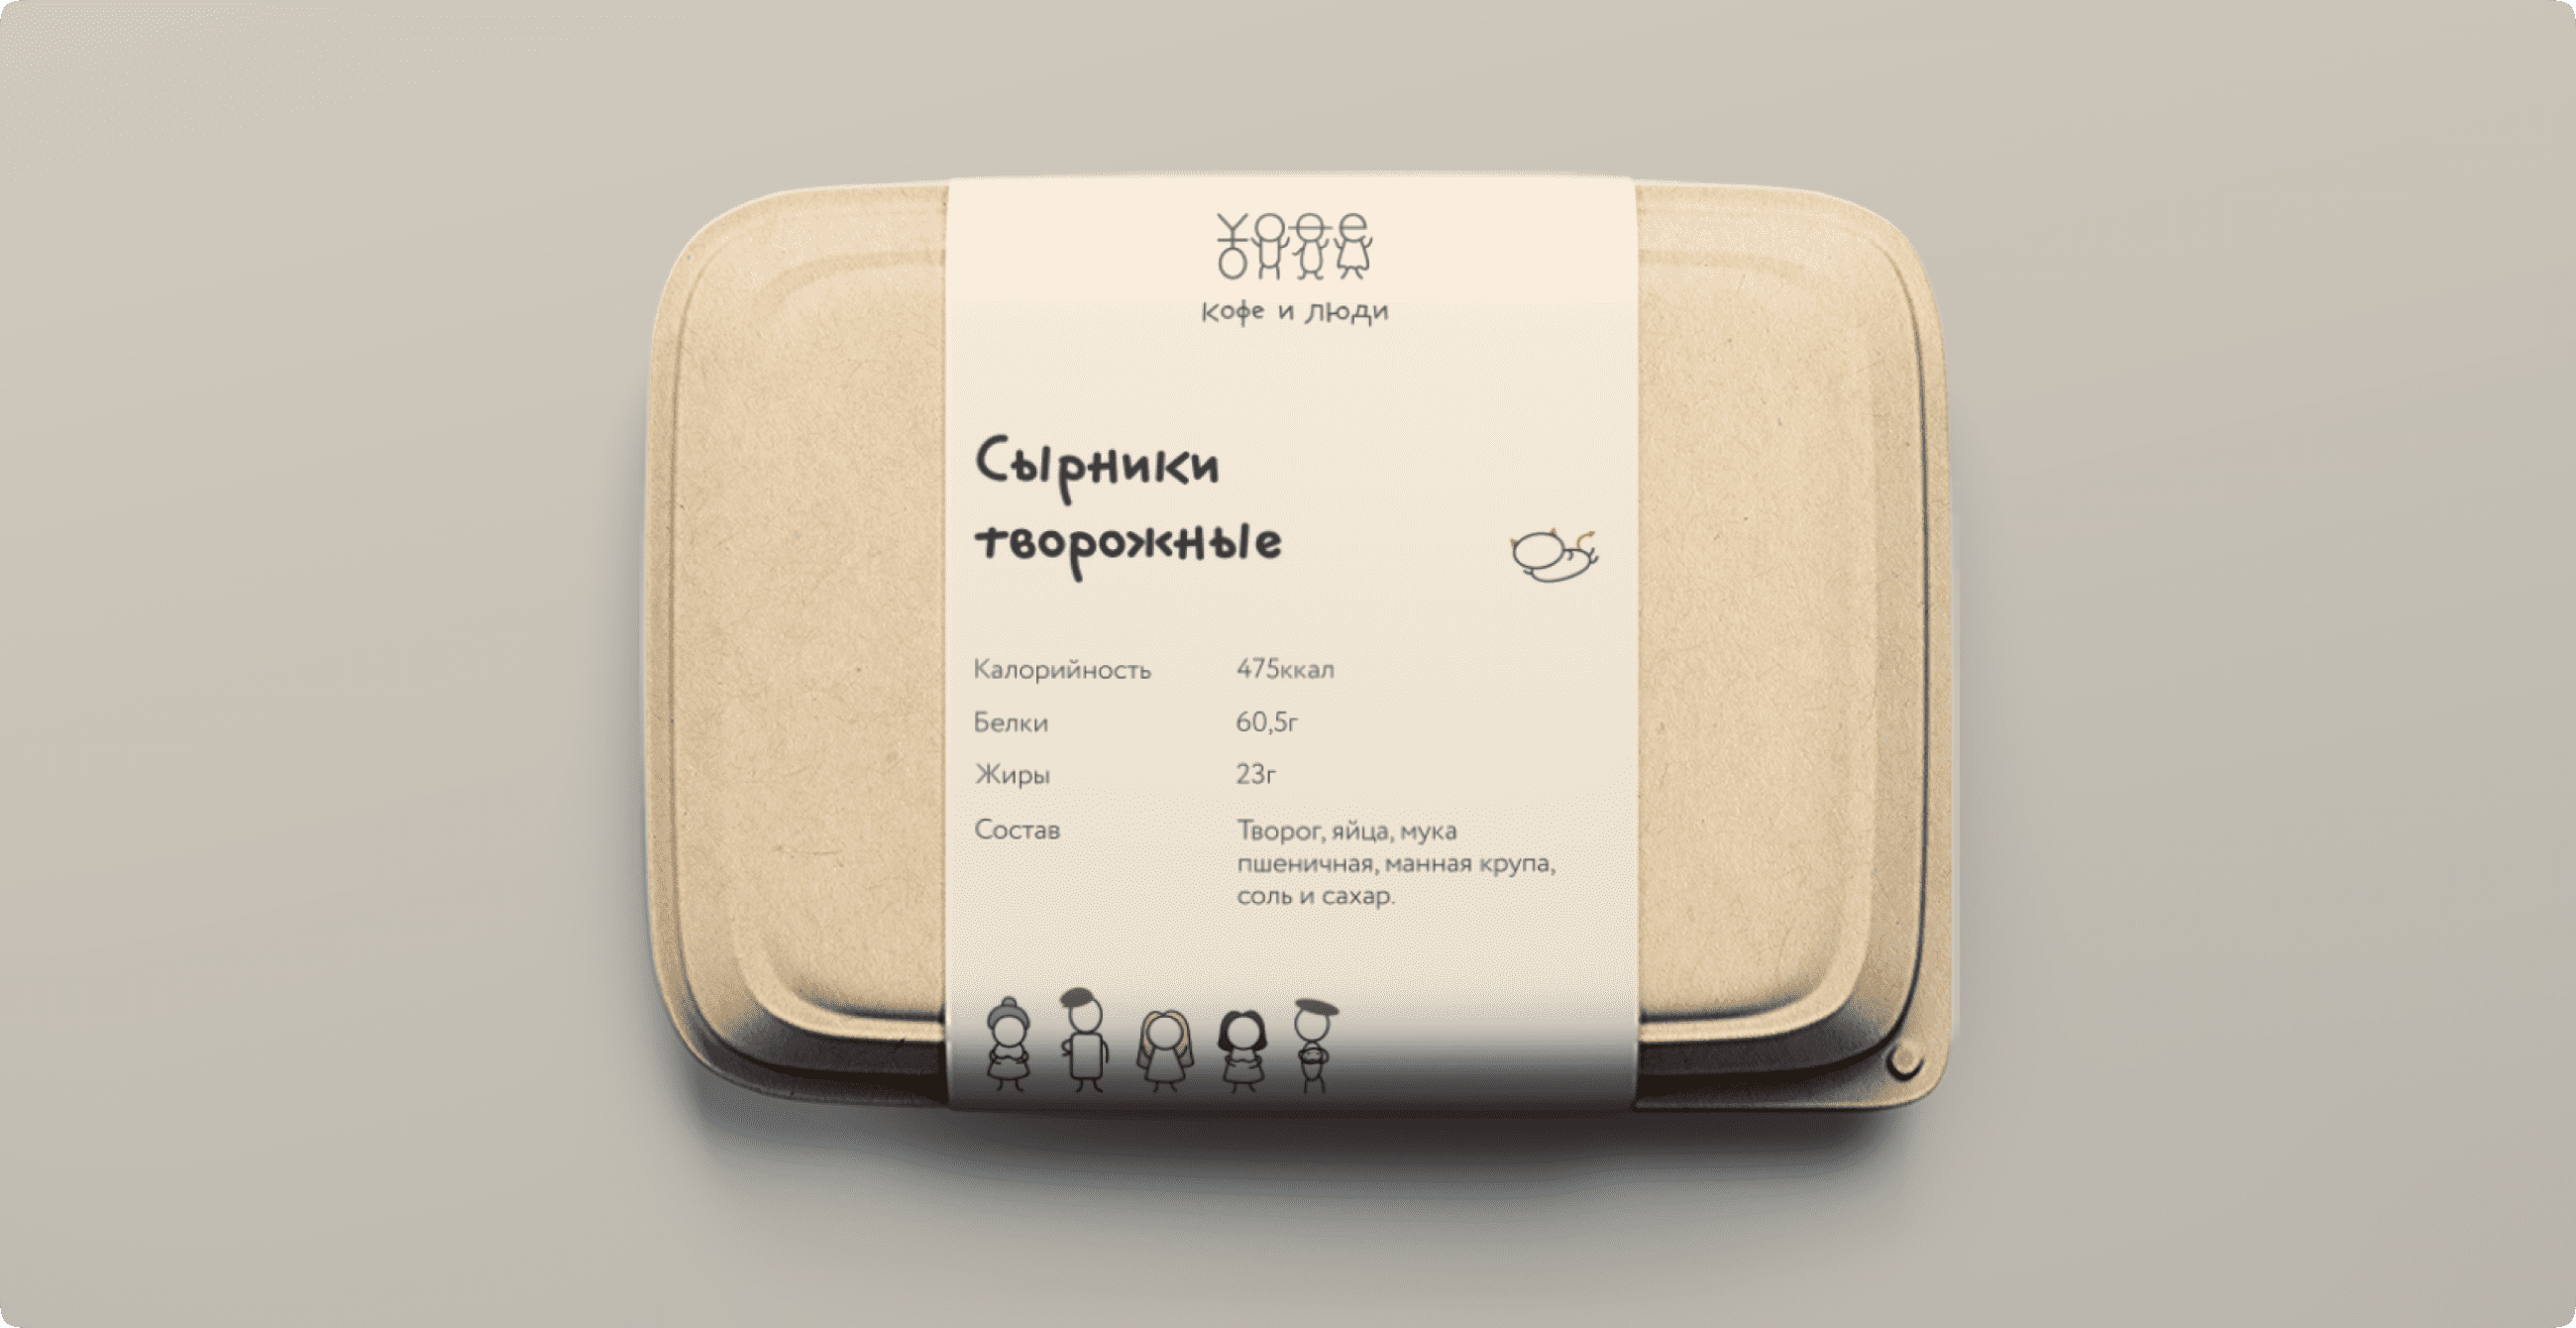 кофе и люди
Сырники
творожные
Калорийность 475ккал
Белки 60,5г
Жиры 23г
Состав Творог, яйца, мука
пшеничная, манная крупа,
соль и сахар.